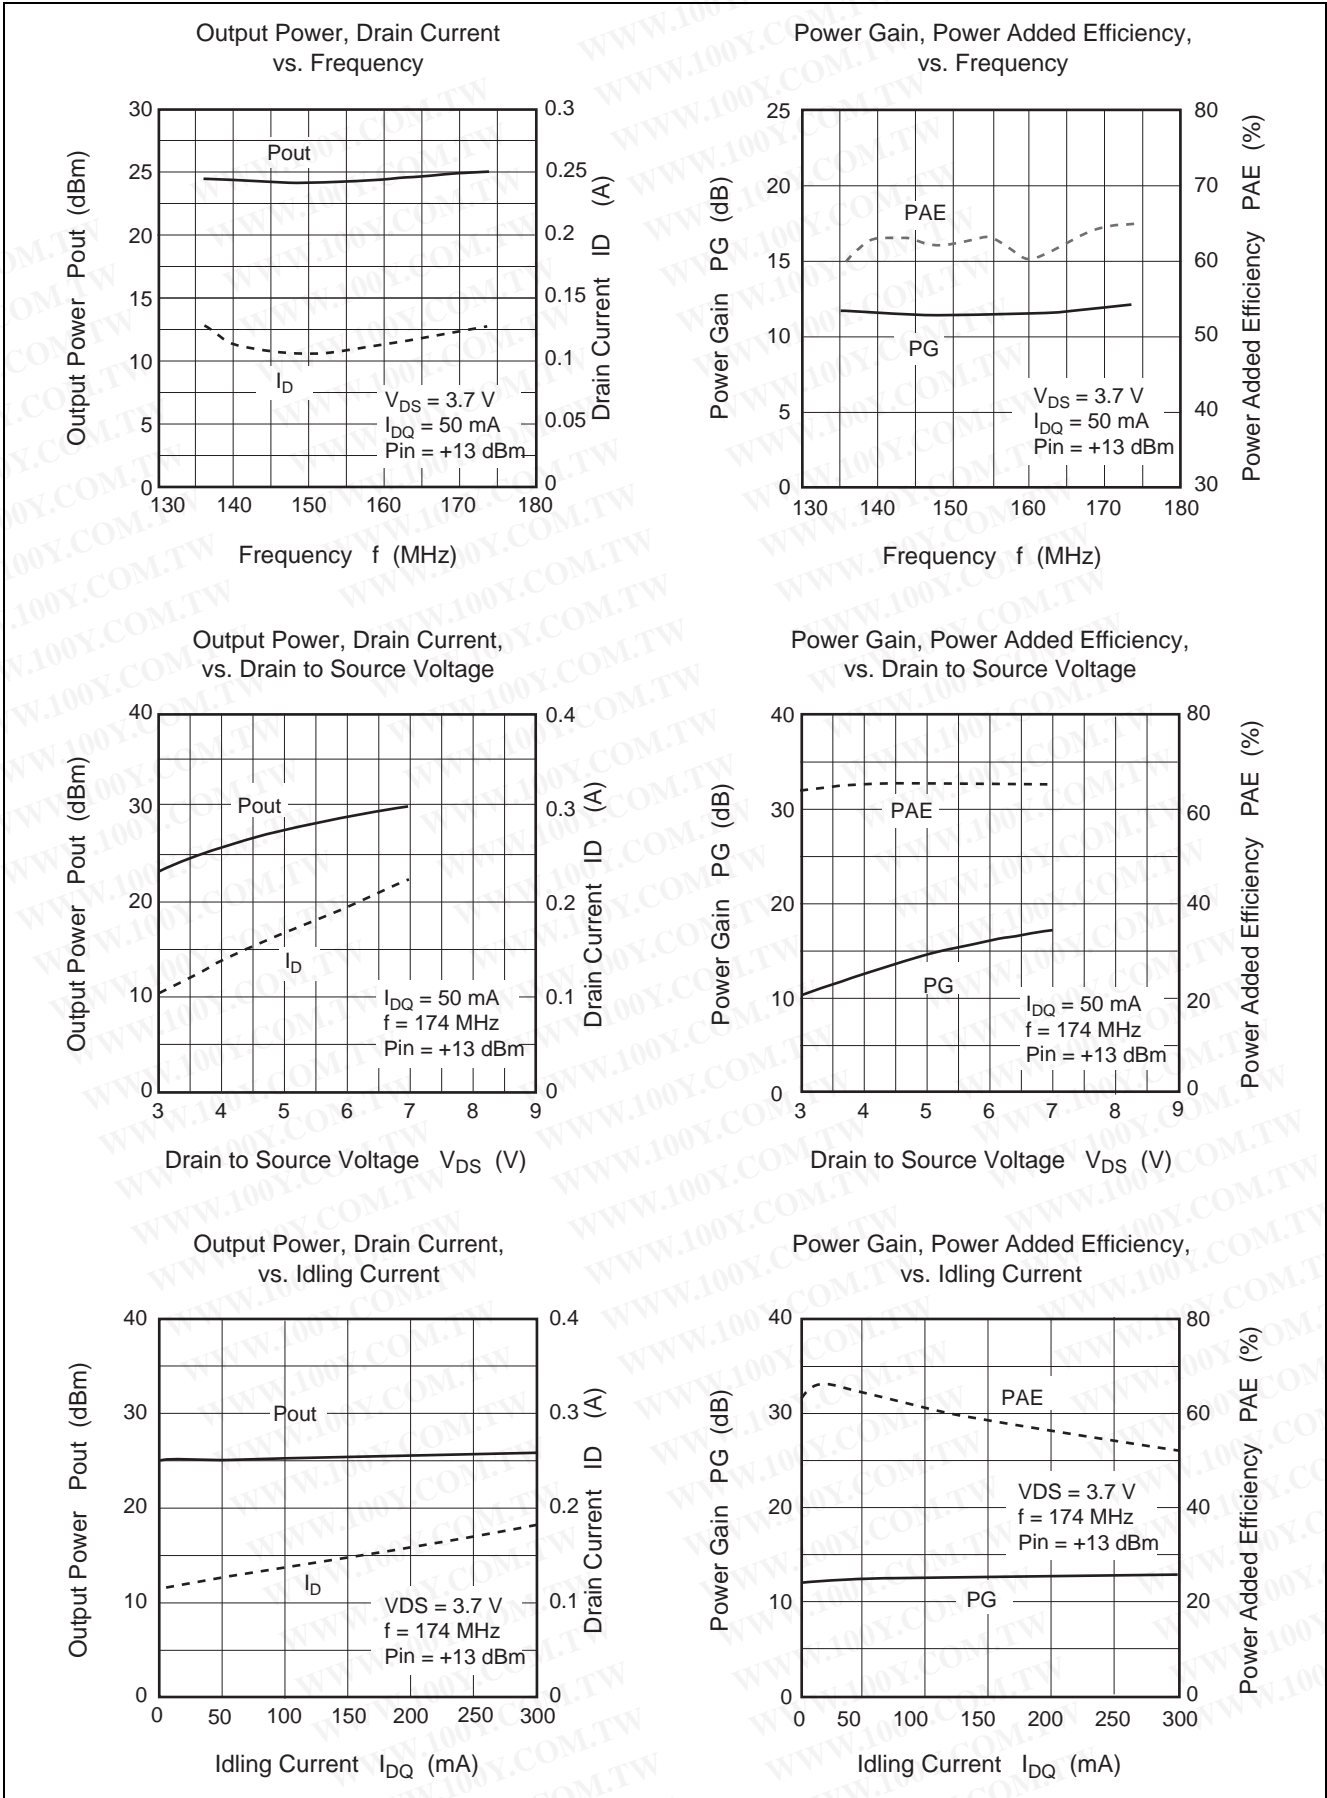 Output Power, Drain Current
vs. Frequency
30
25
20
15
10
5
0
Output Power Pout (dBm)
0.3
0.25
0.2
0.15
0.1
0.05
0
Drain Current ID (A)
Pout
ID
VDS = 3.7 V
IDQ = 50 mA
Pin = +13 dBm
130 140 150 160 170 180
Frequency f (MHz)
Power Gain, Power Added Efficiency,
vs. Frequency
25
20
15
10
5
0
Power Gain PG (dB)
80
70
60
50
40
30
Power Added Efficiency PAE (%)
PAE
PG
VDS = 3.7 V
IDQ = 50 mA
Pin = +13 dBm
130 140 150 160 170 180
Frequency f (MHz)
Output Power, Drain Current,
vs. Drain to Source Voltage
40
30
20
10
0
Output Power Pout (dBm)
0.4
0.3
0.2
0.1
0
Drain Current ID (A)
Pout
ID
IDQ = 50 mA
f = 174 MHz
Pin = +13 dBm
3 4 5 6 7 8 9
Drain to Source Voltage VDS (V)
Power Gain, Power Added Efficiency,
vs. Drain to Source Voltage
40
30
20
10
0
Power Gain PG (dB)
80
60
40
20
0
Power Added Efficiency PAE (%)
PAE
PG
IDQ = 50 mA
f = 174 MHz
Pin = +13 dBm
3 4 5 6 7 8 9
Drain to Source Voltage VDS (V)
Output Power, Drain Current,
vs. Idling Current
40
30
20
10
0
Output Power Pout (dBm)
0.4
0.3
0.2
0.1
0
Drain Current ID (A)
Pout
ID
VDS = 3.7 V
f = 174 MHz
Pin = +13 dBm
0 50 100 150 200 250 300
Idling Current IDQ (mA)
Power Gain, Power Added Efficiency,
vs. Idling Current
40
30
20
10
0
Power Gain PG (dB)
80
60
40
20
0
Power Added Efficiency PAE (%)
PAE
VDS = 3.7 V
f = 174 MHz
Pin = +13 dBm
PG
0 50 100 150 200 250 300
Idling Current IDQ (mA)
WWW.100Y.COM.TW